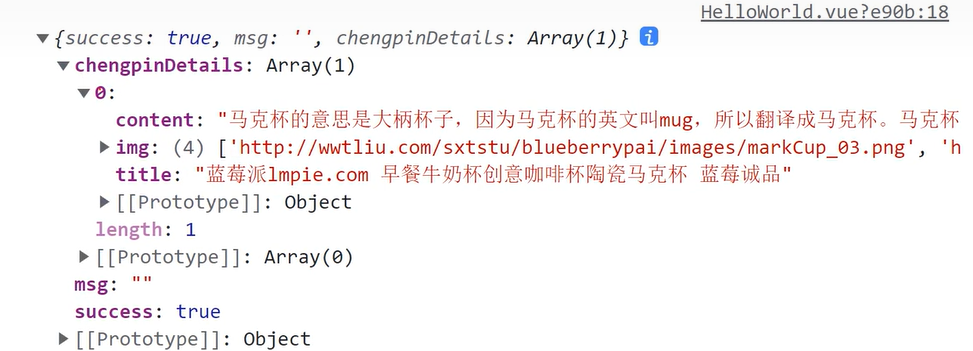 HelloWorld.vue?e90b:18
{success: true, msg: '', chengpinDetails: Array(1)} i
chengpinDetails: Array(1)
0:
content: "马克杯的意思是大柄杯子，因为马克杯的英文叫mug，所以翻译成马克杯。马克杯
img: (4) ['http://wwtliu.com/sxtstu/blueberrypai/images/markCup_03.png', 'h
title: "蓝莓派lmpie.com 早餐牛奶杯创意咖啡杯陶瓷马克杯 蓝莓诚品"
[[Prototype]]: Object
length: 1
[[Prototype]]: Array(0)
msg: ""
success: true
[[Prototype]]: Object